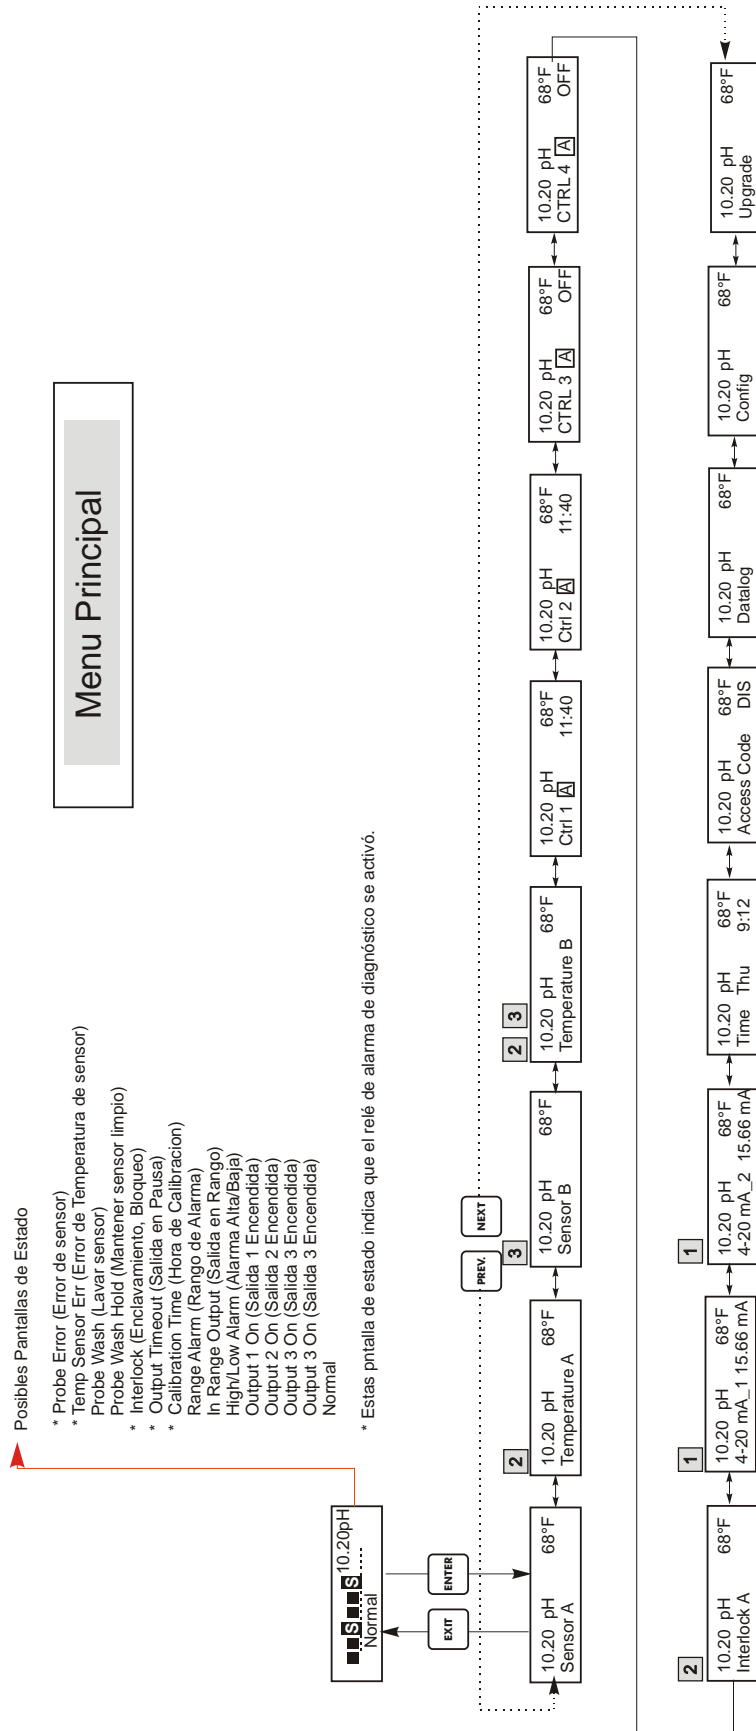 Menu Principal
Posibles Pantallas de Estado
* Probe Error (Error de sensor)
* Temp Sensor Err (Error de Temperatura de sensor)
Probe Wash (Lavar sensor)
Probe Wash Hold (Mantener sensor limpio)
* Interlock (Enclavamiento, Bloqueo)
* Output Timeout (Salida en Pausa)
* Calibration Time (Hora de Calibracion)
Range Alarm (Rango de Alarma)
In Range Output (Salida en Rango)
High/Low Alarm (Alarma Alta/Baja)
Output 1 On (Salida 1 Encendida)
Output 2 On (Salida 2 Encendida)
Output 3 On (Salida 3 Encendida)
Output 3 On (Salida 3 Encendida)
Normal
* Estas pntalla de estado indica que el relé de alarma de diagnóstico se activó.
S S 10.20pH
Normal
EXIT
ENTER
PREV.
NEXT
10.20 pH 68°F
Sensor A
2
10.20 pH 68°F
Temperature A
3
10.20 pH 68°F
Sensor B
2 3
10.20 pH 68°F
Temperature B
10.20 pH 68°F
Ctrl 1 A 11:40
10.20 pH 68°F
Ctrl 2 A 11:40
10.20 pH 68°F
CTRL 3 A OFF
10.20 pH 68°F
CTRL 4 A OFF
2
10.20 pH 68°F
Interlock A
1
10.20 pH 68°F
4-20 mA_1 15.66 mA
1
10.20 pH 68°F
4-20 mA_2 15.66 mA
10.20 pH 68°F
Time Thu 9:12
10.20 pH 68°F
Access Code DIS
10.20 pH 68°F
Datalog
10.20 pH 68°F
Config
10.20 pH 68°F
Upgrade